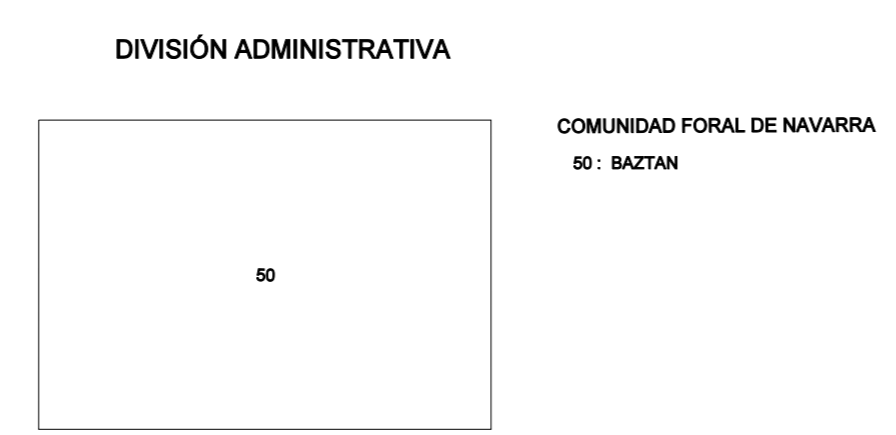 DIVISIÓN ADMINISTRATIVA
COMUNIDAD FORAL DE NAVARRA
50 : BAZTAN
50